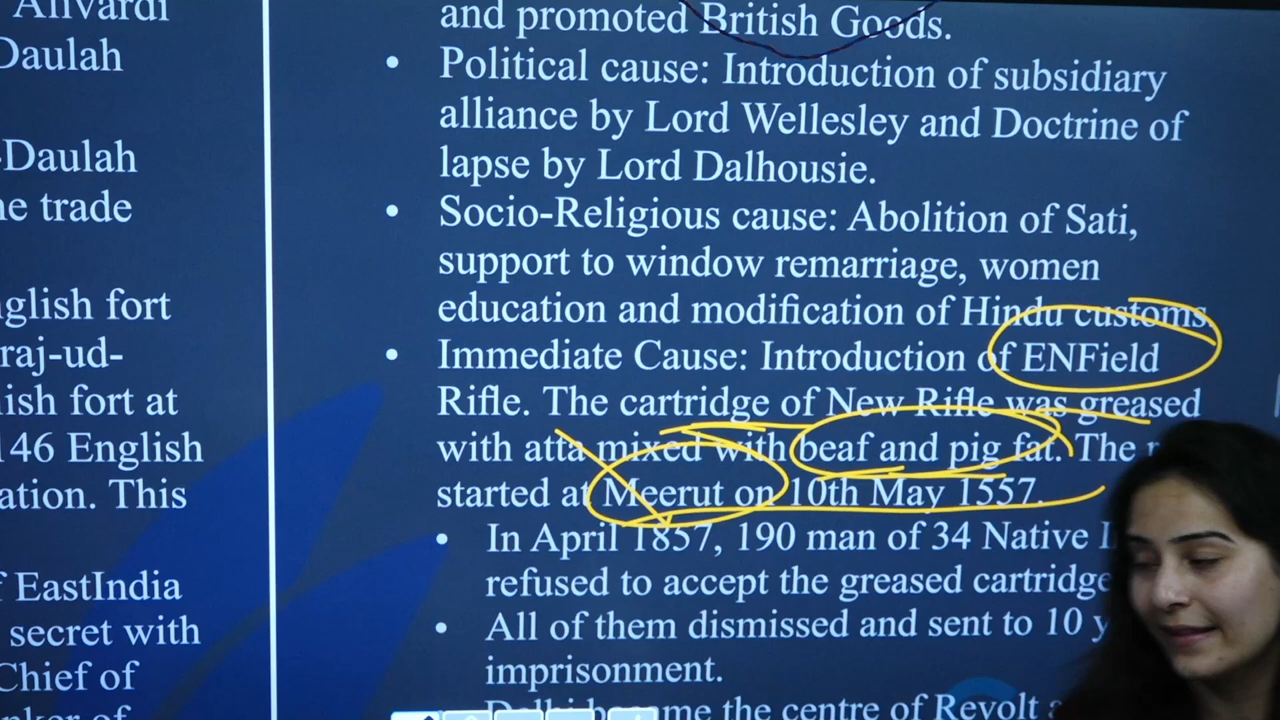 Alivardi
Daulah
-Daulah
ne trade
nglish fort
raj-ud-
lish fort at
146 English
ation. This
f EastIndia
secret with
Chief of
nker of
and promoted British Goods.
Political cause: Introduction of subsidiary
alliance by Lord Wellesley and Doctrine of
lapse by Lord Dalhousie.
Socio-Religious cause: Abolition of Sati,
support to window remarriage, women
education and modification of Hindu customs.
Immediate Cause: Introduction of ENField
Rifle. The cartridge of New Rifle was greased
with atta mixed with beaf and pig fat. The r
started at Meerut on 10th May 1557.
In April 1857, 190 man of 34 Native I
refused to accept the greased cartridge
All of them dismissed and sent to 10 y
imprisonment.
Delhi became the centre of Revolt a